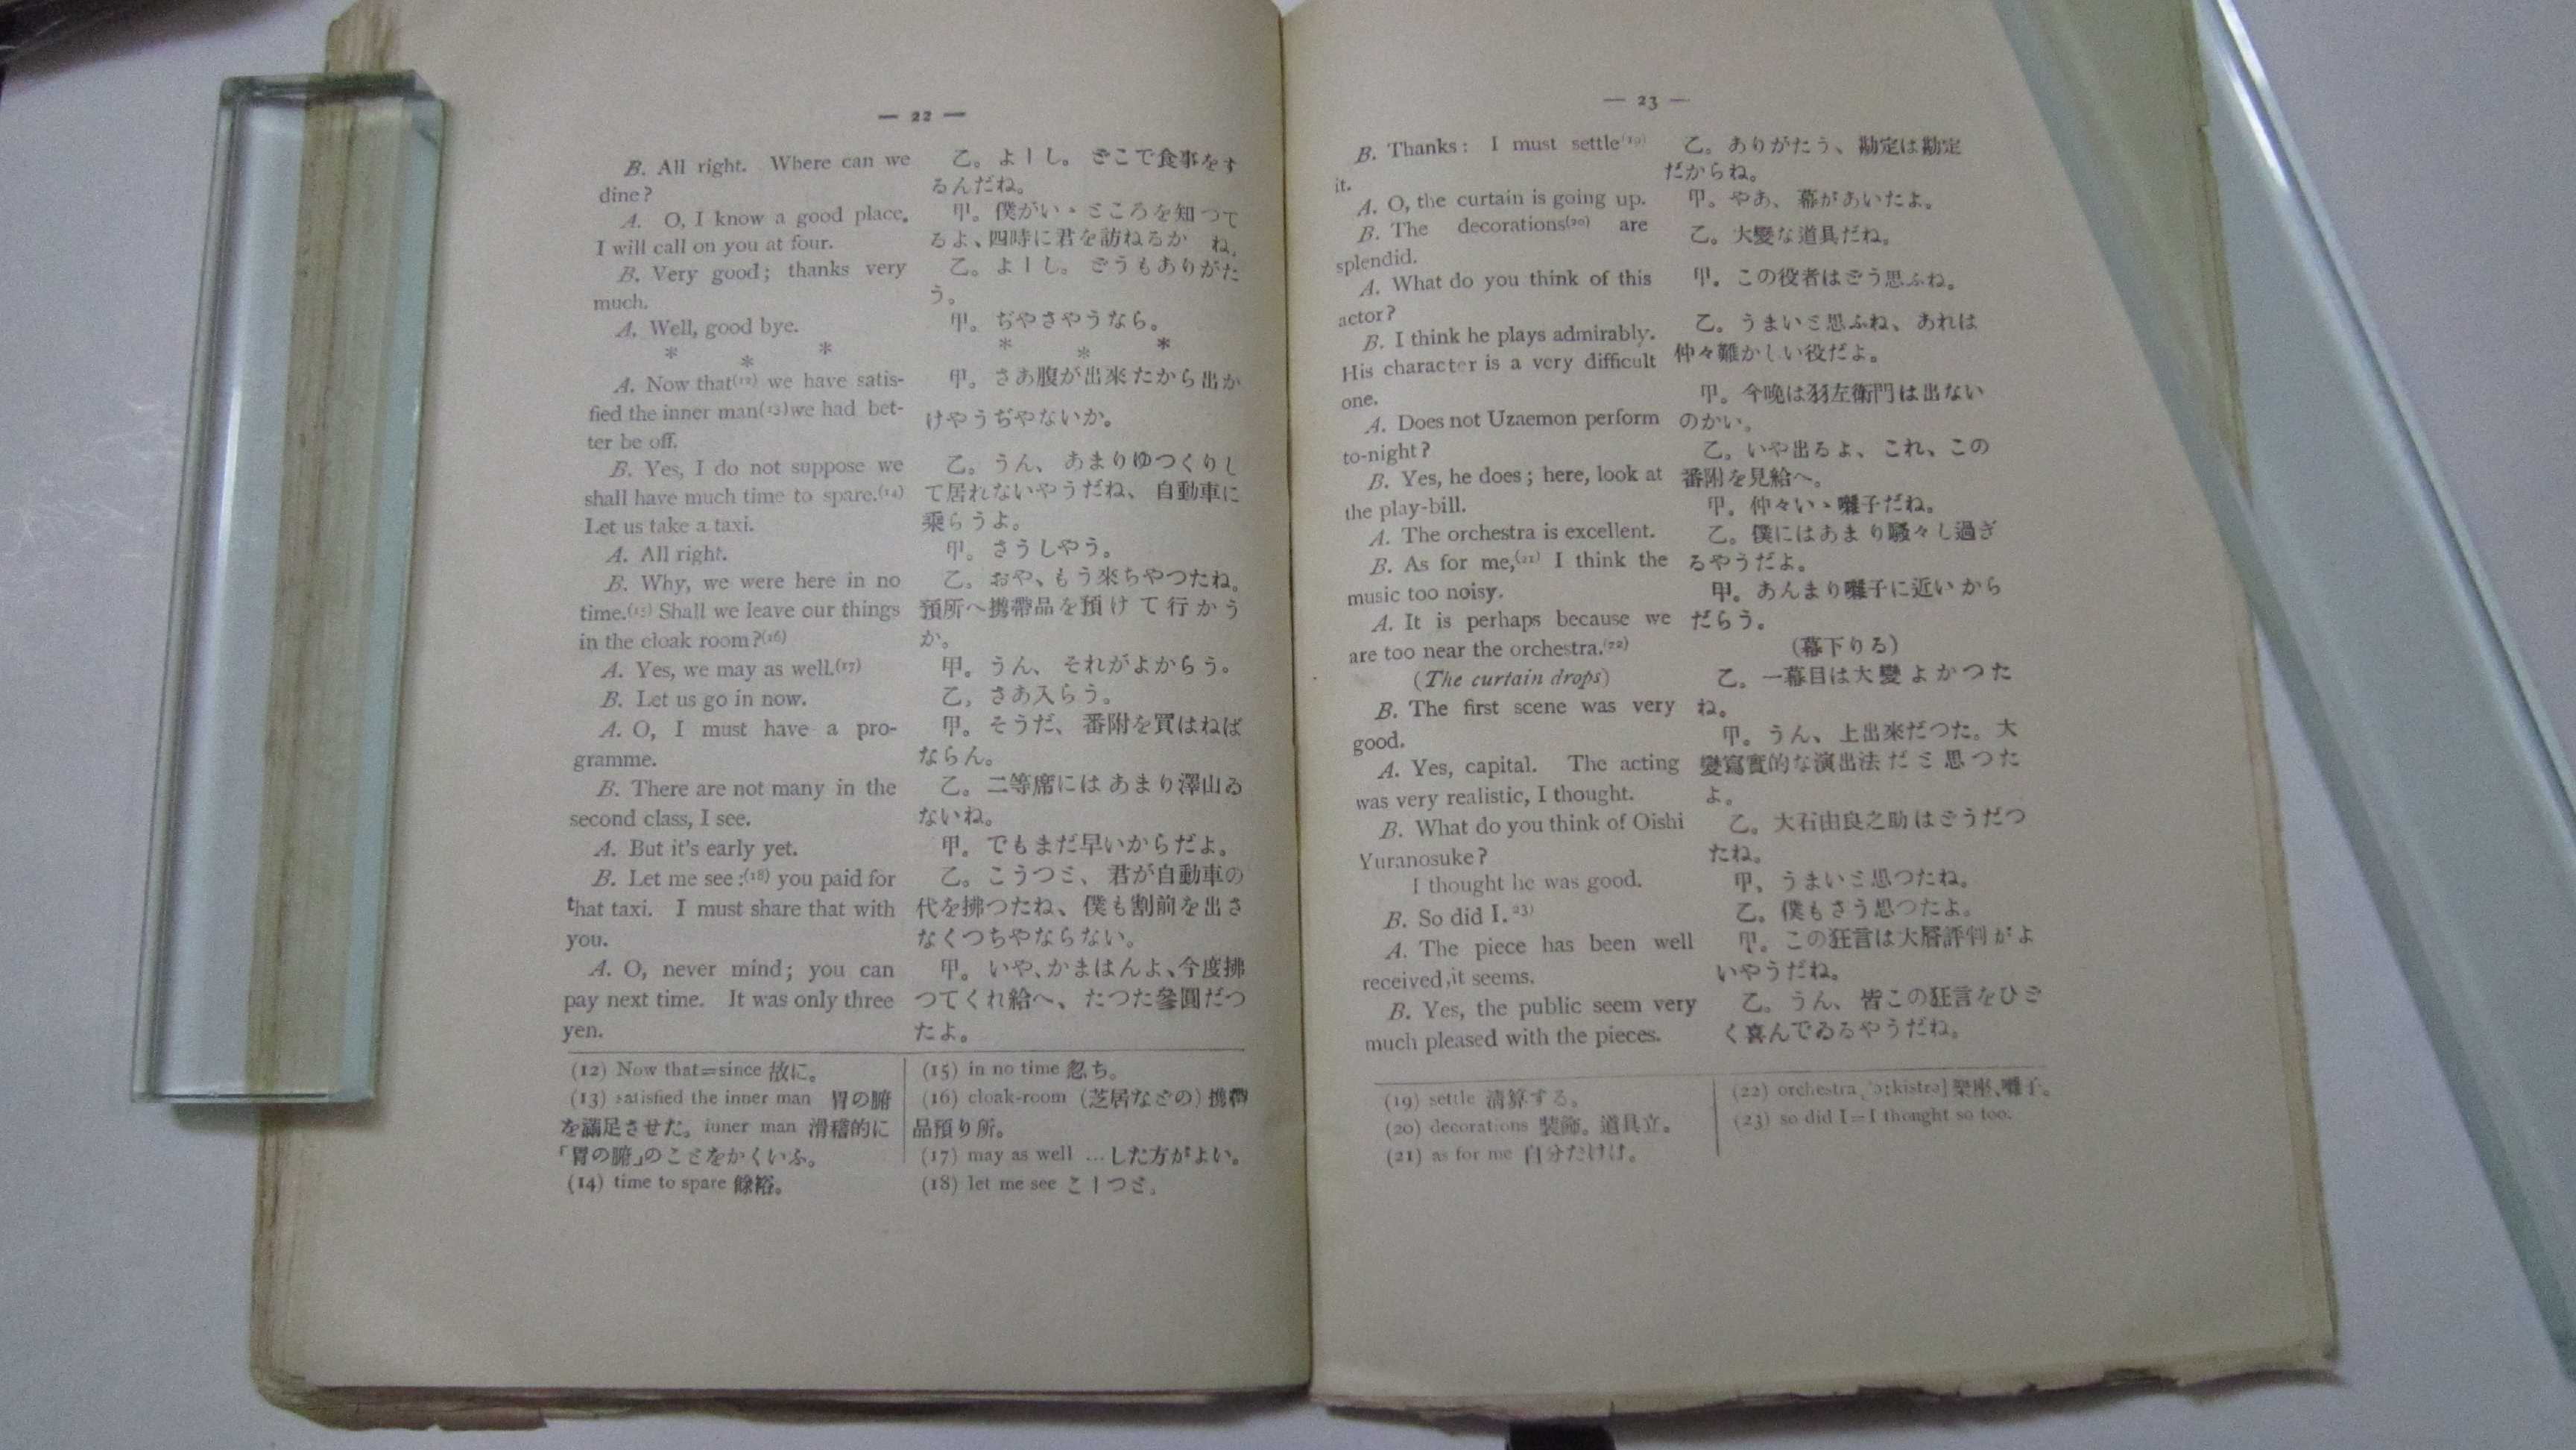 — 22 —
B. All right. Where can we
dine?
A. O, I know a good place.
I will call on you at four.
B. Very good; thanks very
much.
A. Well, good bye.
* * *
A. Now that(12) we have satis-
fied the inner man(13) we had bet-
ter be off.
B. Yes, I do not suppose we
shall have much time to spare.(14)
Let us take a taxi.
A. All right.
B. Why, we were here in no
time.(15) Shall we leave our things
in the cloak room?(16)
A. Yes, we may as well.(17)
B. Let us go in now.
A. O, I must have a pro-
gramme.
B. There are not many in the
second class, I see.
A. But it's early yet.
B. Let me see:(18) you paid for
that taxi. I must share that with
you.
A. O, never mind; you can
pay next time. It was only three
yen.
乙。よーし。どこで食事をす
るんだね。
甲。僕がいゝところを知つて
るよ、四時に君を訪ねるか ね。
乙。よーし。どうもありがた
う。
甲。ぢやさやうなら。
* * *
甲。さあ腹が出來たから出か
けやうぢやないか。
乙。うん、あまりゆつくりし
て居れないやうだね、自動車に
乘らうよ。
甲。さうしやう。
乙。おや、もう來ちやつたね。
預所へ携帶品を預けて行かう
か。
甲。うん、それがよからう。
乙。さあ入らう。
甲。そうだ、番附を買はねば
ならん。
乙。二等席にはあまり澤山ゐ
ないね。
甲。でもまだ早いからだよ。
乙。こうつと、君が自動車の
代を拂つたね、僕も割前を出さ
なくつちやならない。
甲。いや、かまはんよ、今度拂
つてくれ給へ、たつた參圓だつ
たよ。
(12) Now that=since 故に。
(13) satisfied the inner man 胃の腑
を滿足させた。inner man 滑稽的に
「胃の腑」のことをかくいふ。
(14) time to spare 餘裕。
(15) in no time 忽ち。
(16) cloak-room (芝居などの)携帶
品預り所。
(17) may as well …した方がよい。
(18) let me see こーつと。
— 23 —
B. Thanks: I must settle(19)
it.
A. O, the curtain is going up.
B. The decorations(20) are
splendid.
A. What do you think of this
actor?
B. I think he plays admirably.
His character is a very difficult
one.
A. Does not Uzaemon perform
to-night?
B. Yes, he does; here, look at
the play-bill.
A. The orchestra is excellent.
B. As for me,(21) I think the
music too noisy.
A. It is perhaps because we
are too near the orchestra.(22)
(The curtain drops)
B. The first scene was very
good.
A. Yes, capital. The acting
was very realistic, I thought.
B. What do you think of Oishi
Yuranosuke?
I thought he was good.
B. So did I.23)
A. The piece has been well
received, it seems.
B. Yes, the public seem very
much pleased with the pieces.
乙。ありがたう、勘定は勘定
だからね。
甲。やあ、幕があいたよ。
乙。大變な道具だね。
甲。この役者はどう思ふね。
乙。うまいと思ふね、あれは
仲々難かしい役だよ。
甲。今晩は羽左衞門は出ない
のかい。
乙。いや出るよ、これ、この
番附を見給へ。
甲。仲々いゝ囃子だね。
乙。僕にはあまり騷々し過ぎ
るやうだよ。
甲。あんまり囃子に近いから
だらう。
(幕下りる)
乙。一幕目は大變よかつた
ね。
甲。うん、上出來だつた。大
變寫實的な演出法だと思つた
よ。
乙。大石由良之助はどうだつ
たね。
甲、うまいと思つたね。
乙。僕もさう思つたよ。
甲。この狂言は大層評判がよ
いやうだね。
乙。うん、皆この狂言をひど
く喜んでゐるやうだね。
(19) settle 清算する。
(20) decorations 裝飾。道具立。
(21) as for me 自分だけは。
(22) orchestra ['ɔ:kistrə] 樂座、囃子。
(23) so did I=I thought so too.